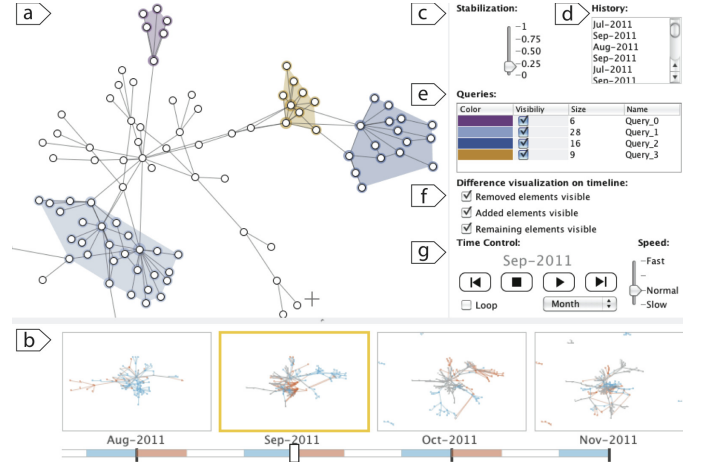 a
c
Stabilization:
1
0.75
0.50
0.25
0
d
History:
Jul-2011
Sep-2011
Aug-2011
Sep-2011
Jul-2011
Sep-2011
e
Queries:
Color Visibiliy Size Name
6 Query_0
28 Query_1
16 Query_2
9 Query_3
f
Difference visualization on timeline:
Removed elements visible
Added elements visible
Remaining elements visible
g
Time Control: Speed:
Sep-2011
Fast
Normal
Slow
Loop
Month
b
Aug-2011 Sep-2011 Oct-2011 Nov-2011